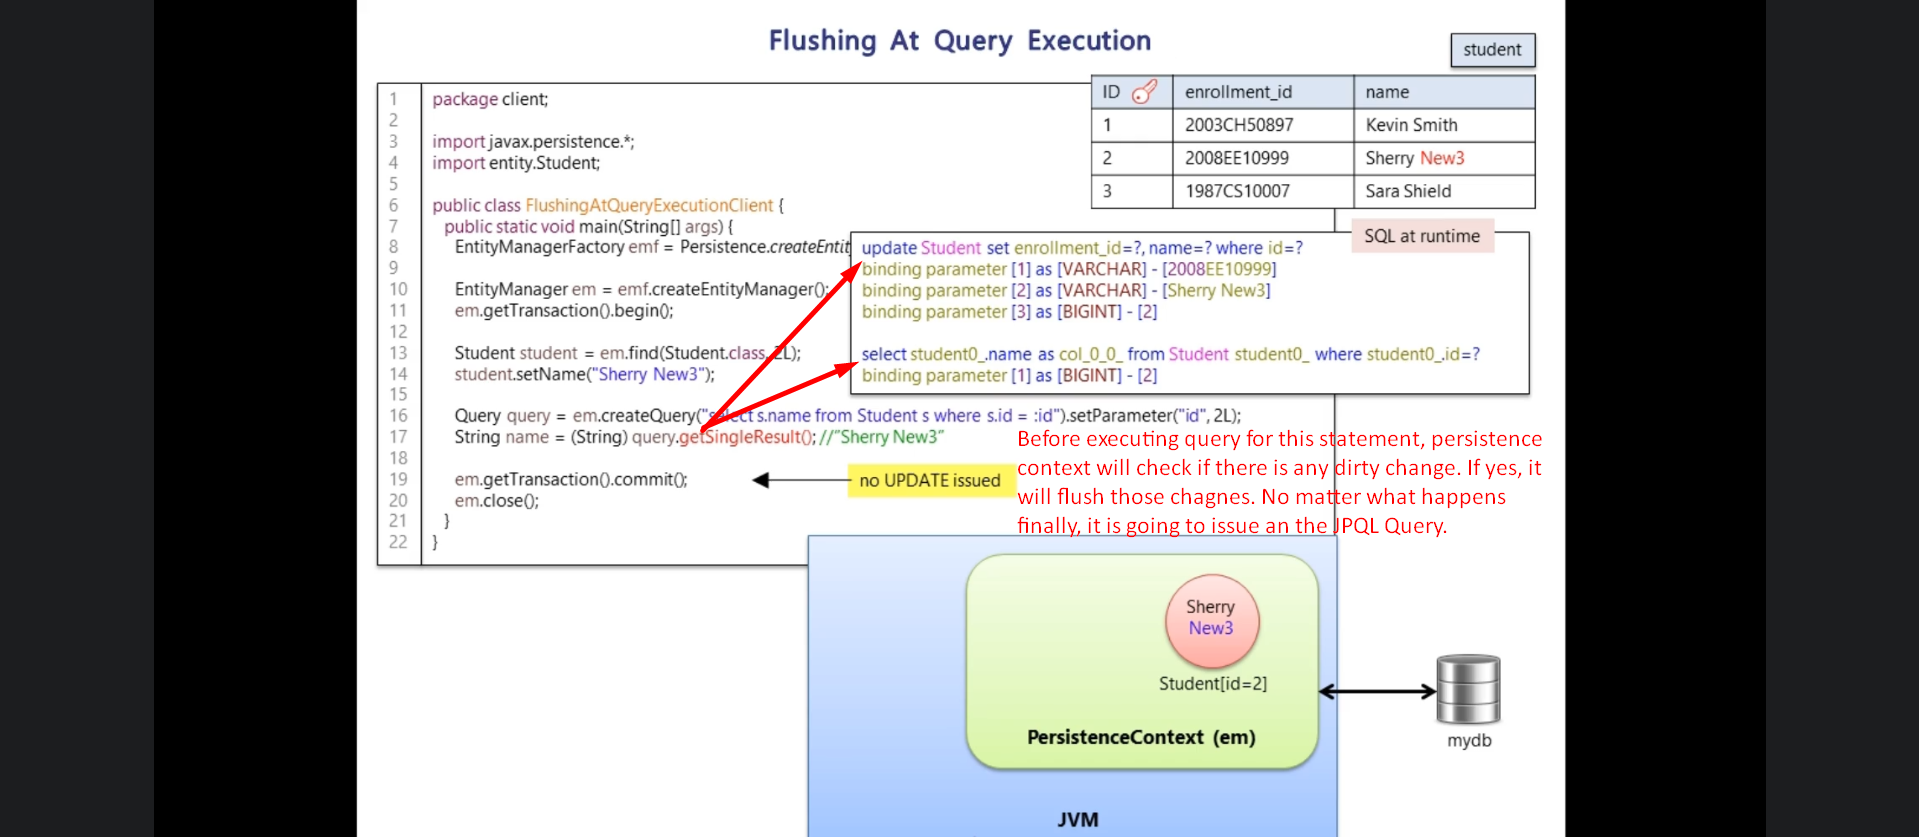 Flushing At Query Execution
student
ID enrollment_id name
1 2003CH50897 Kevin Smith
2 2008EE10999 Sherry New3
3 1987CS10007 Sara Shield
1 package client;
2
3 import javax.persistence.*;
4 import entity.Student;
5
6 public class FlushingAtQueryExecutionClient {
7 public static void main(String[] args) {
8 EntityManagerFactory emf = Persistence.createEntit
9
10 EntityManager em = emf.createEntityManager();
11 em.getTransaction().begin();
12
13 Student student = em.find(Student.class, 2L);
14 student.setName("Sherry New3");
15
16 Query query = em.createQuery("select s.name from Student s where s.id = :id").setParameter("id", 2L);
17 String name = (String) query.getSingleResult(); //"Sherry New3"
18
19 em.getTransaction().commit();
20 em.close();
21 }
22 }
SQL at runtime
update Student set enrollment_id=?, name=? where id=?
binding parameter [1] as [VARCHAR] - [2008EE10999]
binding parameter [2] as [VARCHAR] - [Sherry New3]
binding parameter [3] as [BIGINT] - [2]
select student0_.name as col_0_0_ from Student student0_ where student0_.id=?
binding parameter [1] as [BIGINT] - [2]
no UPDATE issued
Before executing query for this statement, persistence
context will check if there is any dirty change. If yes, it
will flush those chagnes. No matter what happens
finally, it is going to issue an the JPQL Query.
Sherry
New3
Student[id=2]
PersistenceContext (em)
mydb
JVM